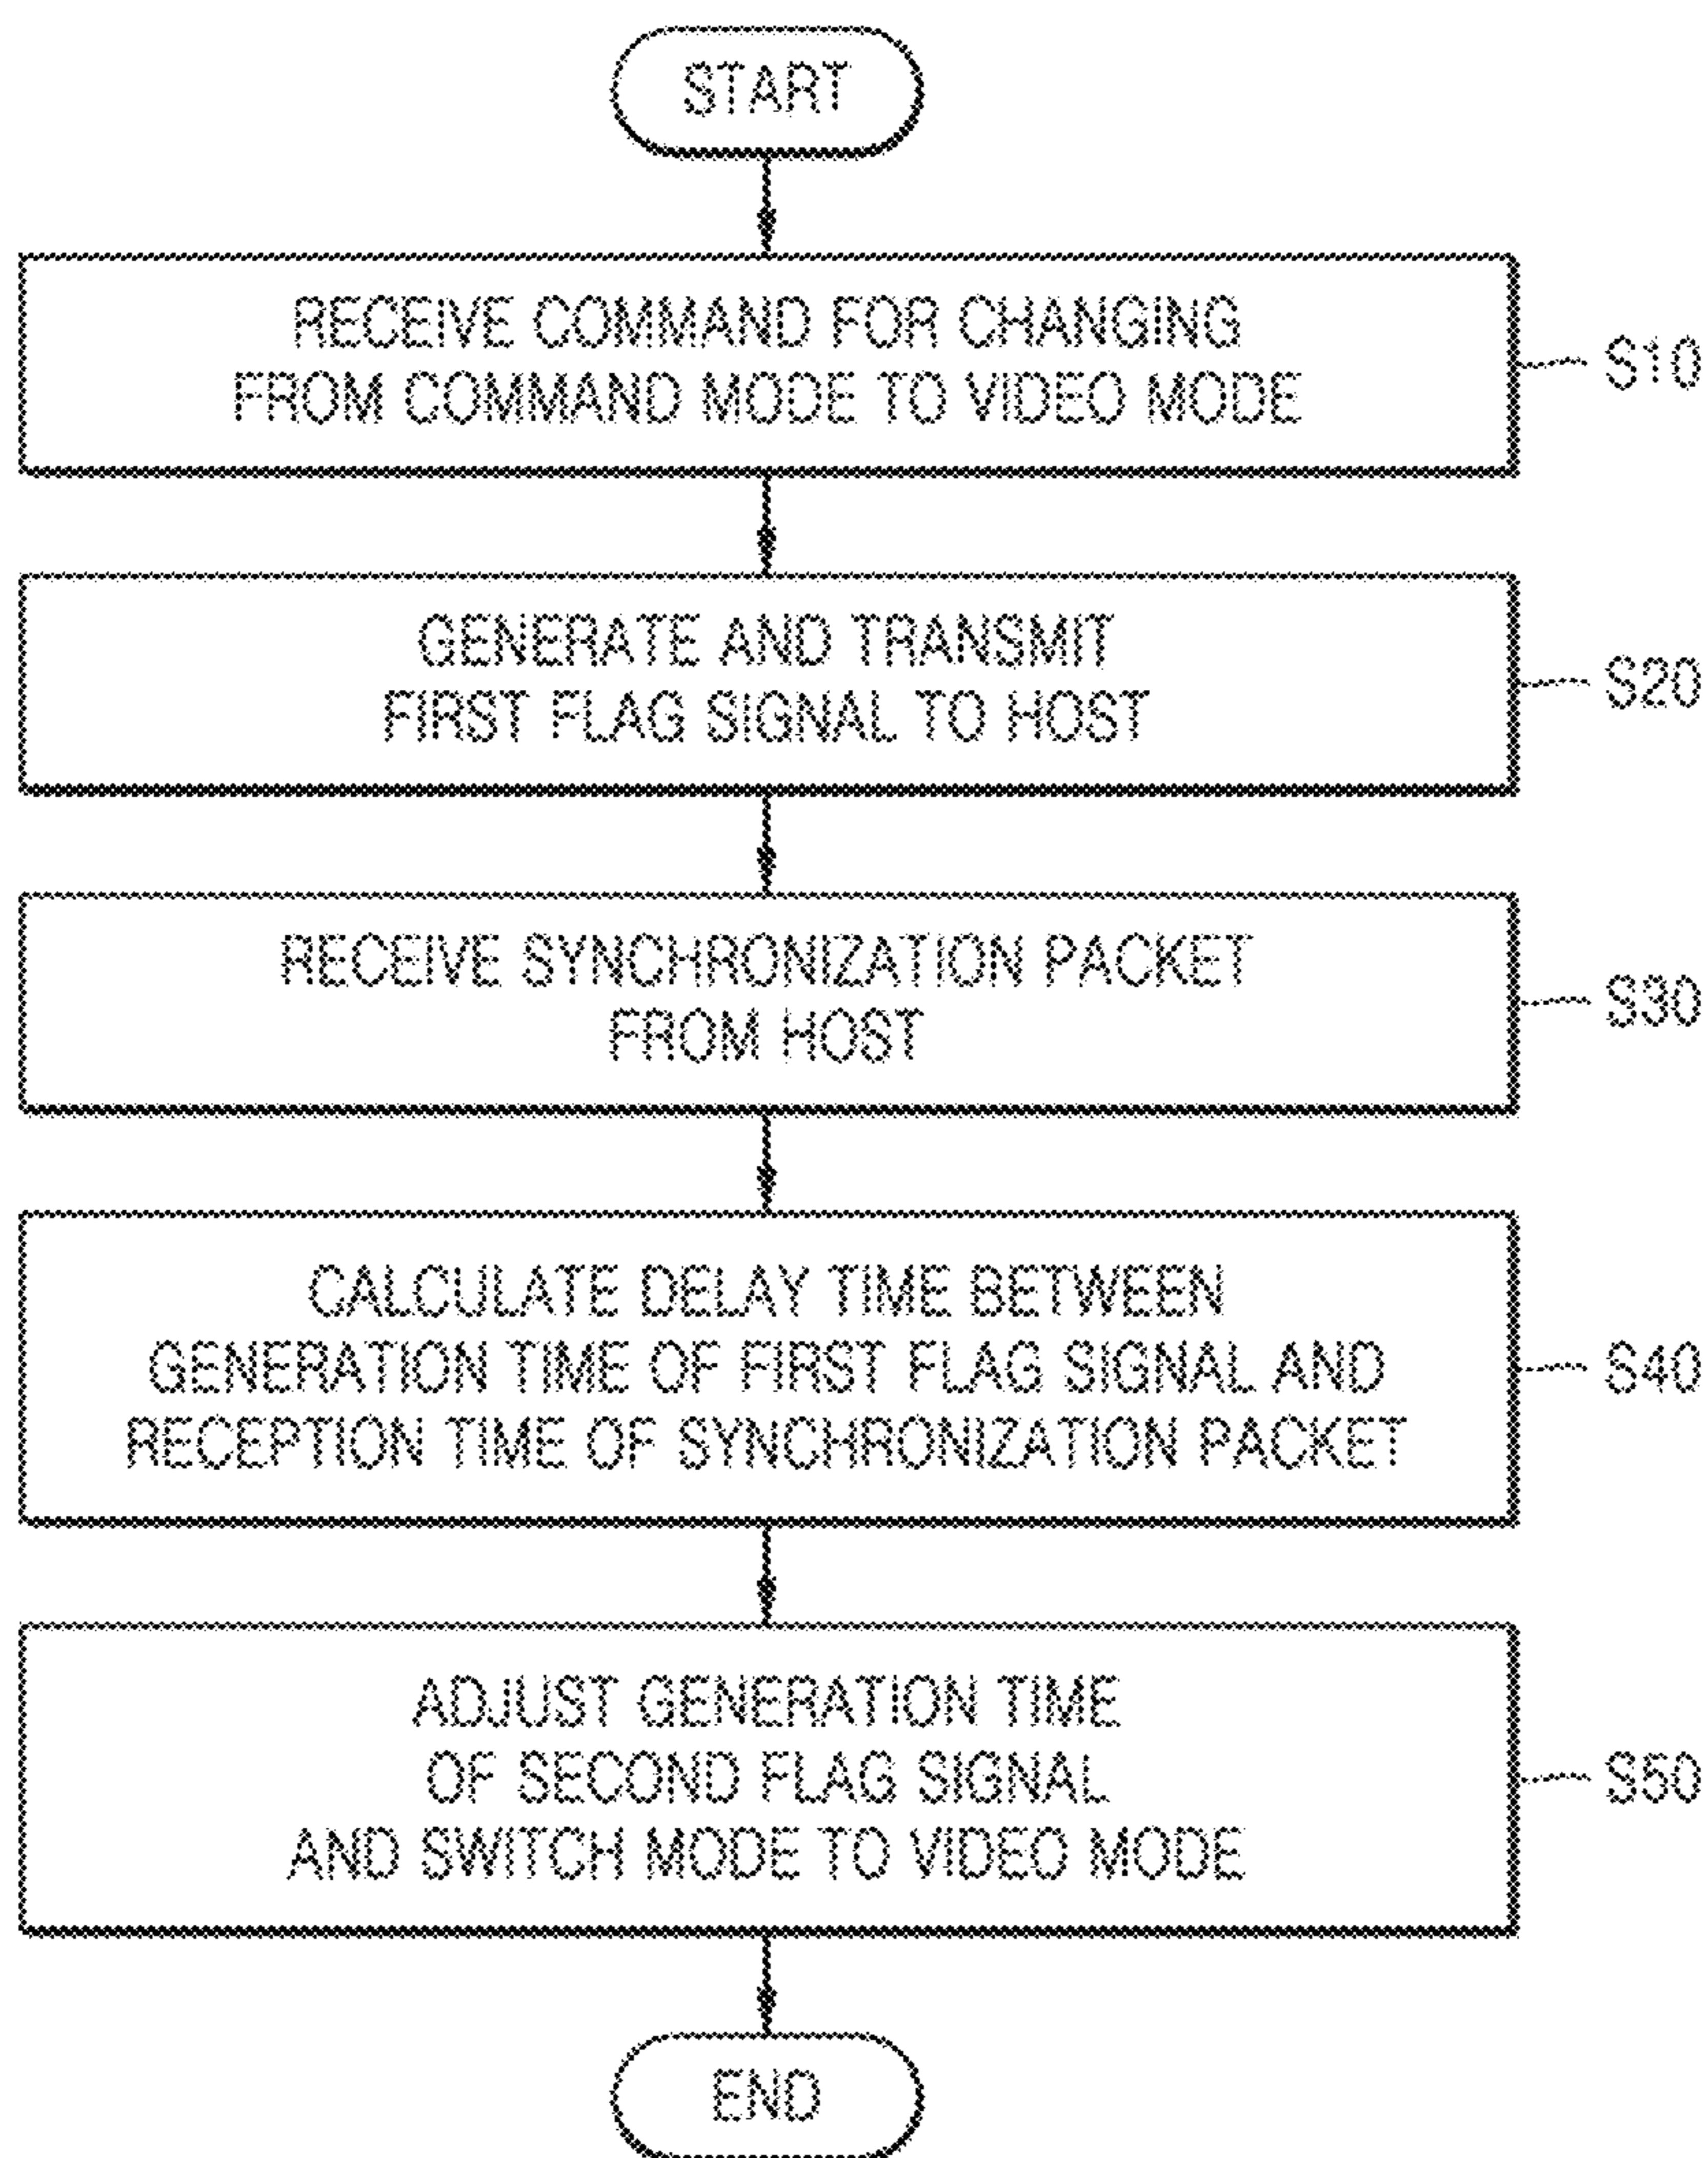 START
RECEIVE COMMAND FOR CHANGING
FROM COMMAND MODE TO VIDEO MODE
S10
GENERATE AND TRANSMIT
FIRST FLAG SIGNAL TO HOST
S20
RECEIVE SYNCHRONIZATION PACKET
FROM HOST
S30
CALCULATE DELAY TIME BETWEEN
GENERATION TIME OF FIRST FLAG SIGNAL AND
RECEPTION TIME OF SYNCHRONIZATION PACKET
S40
ADJUST GENERATION TIME
OF SECOND FLAG SIGNAL
AND SWITCH MODE TO VIDEO MODE
S50
END